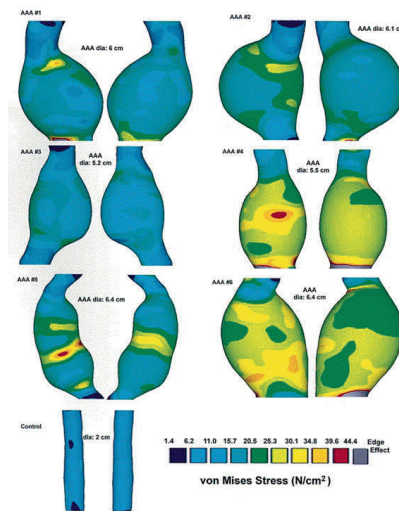 AAA #1
AAA dia: 6 cm
AAA #2
AAA dia: 6.1 c
AAA #3
AAA
dia: 5.2 cm
AAA #4
AAA
dia:
5.5 cm
AAA #5
AAA dia: 6.4 cm
AAA #6
AAA
dia:
6.4 cm
Control
dia: 2 cm
1.4 6.2 11.0 15.7 20.5 25.3 30.1 34.8 39.6 44.4 Edge
Effect
von Mises Stress (N/cm²)